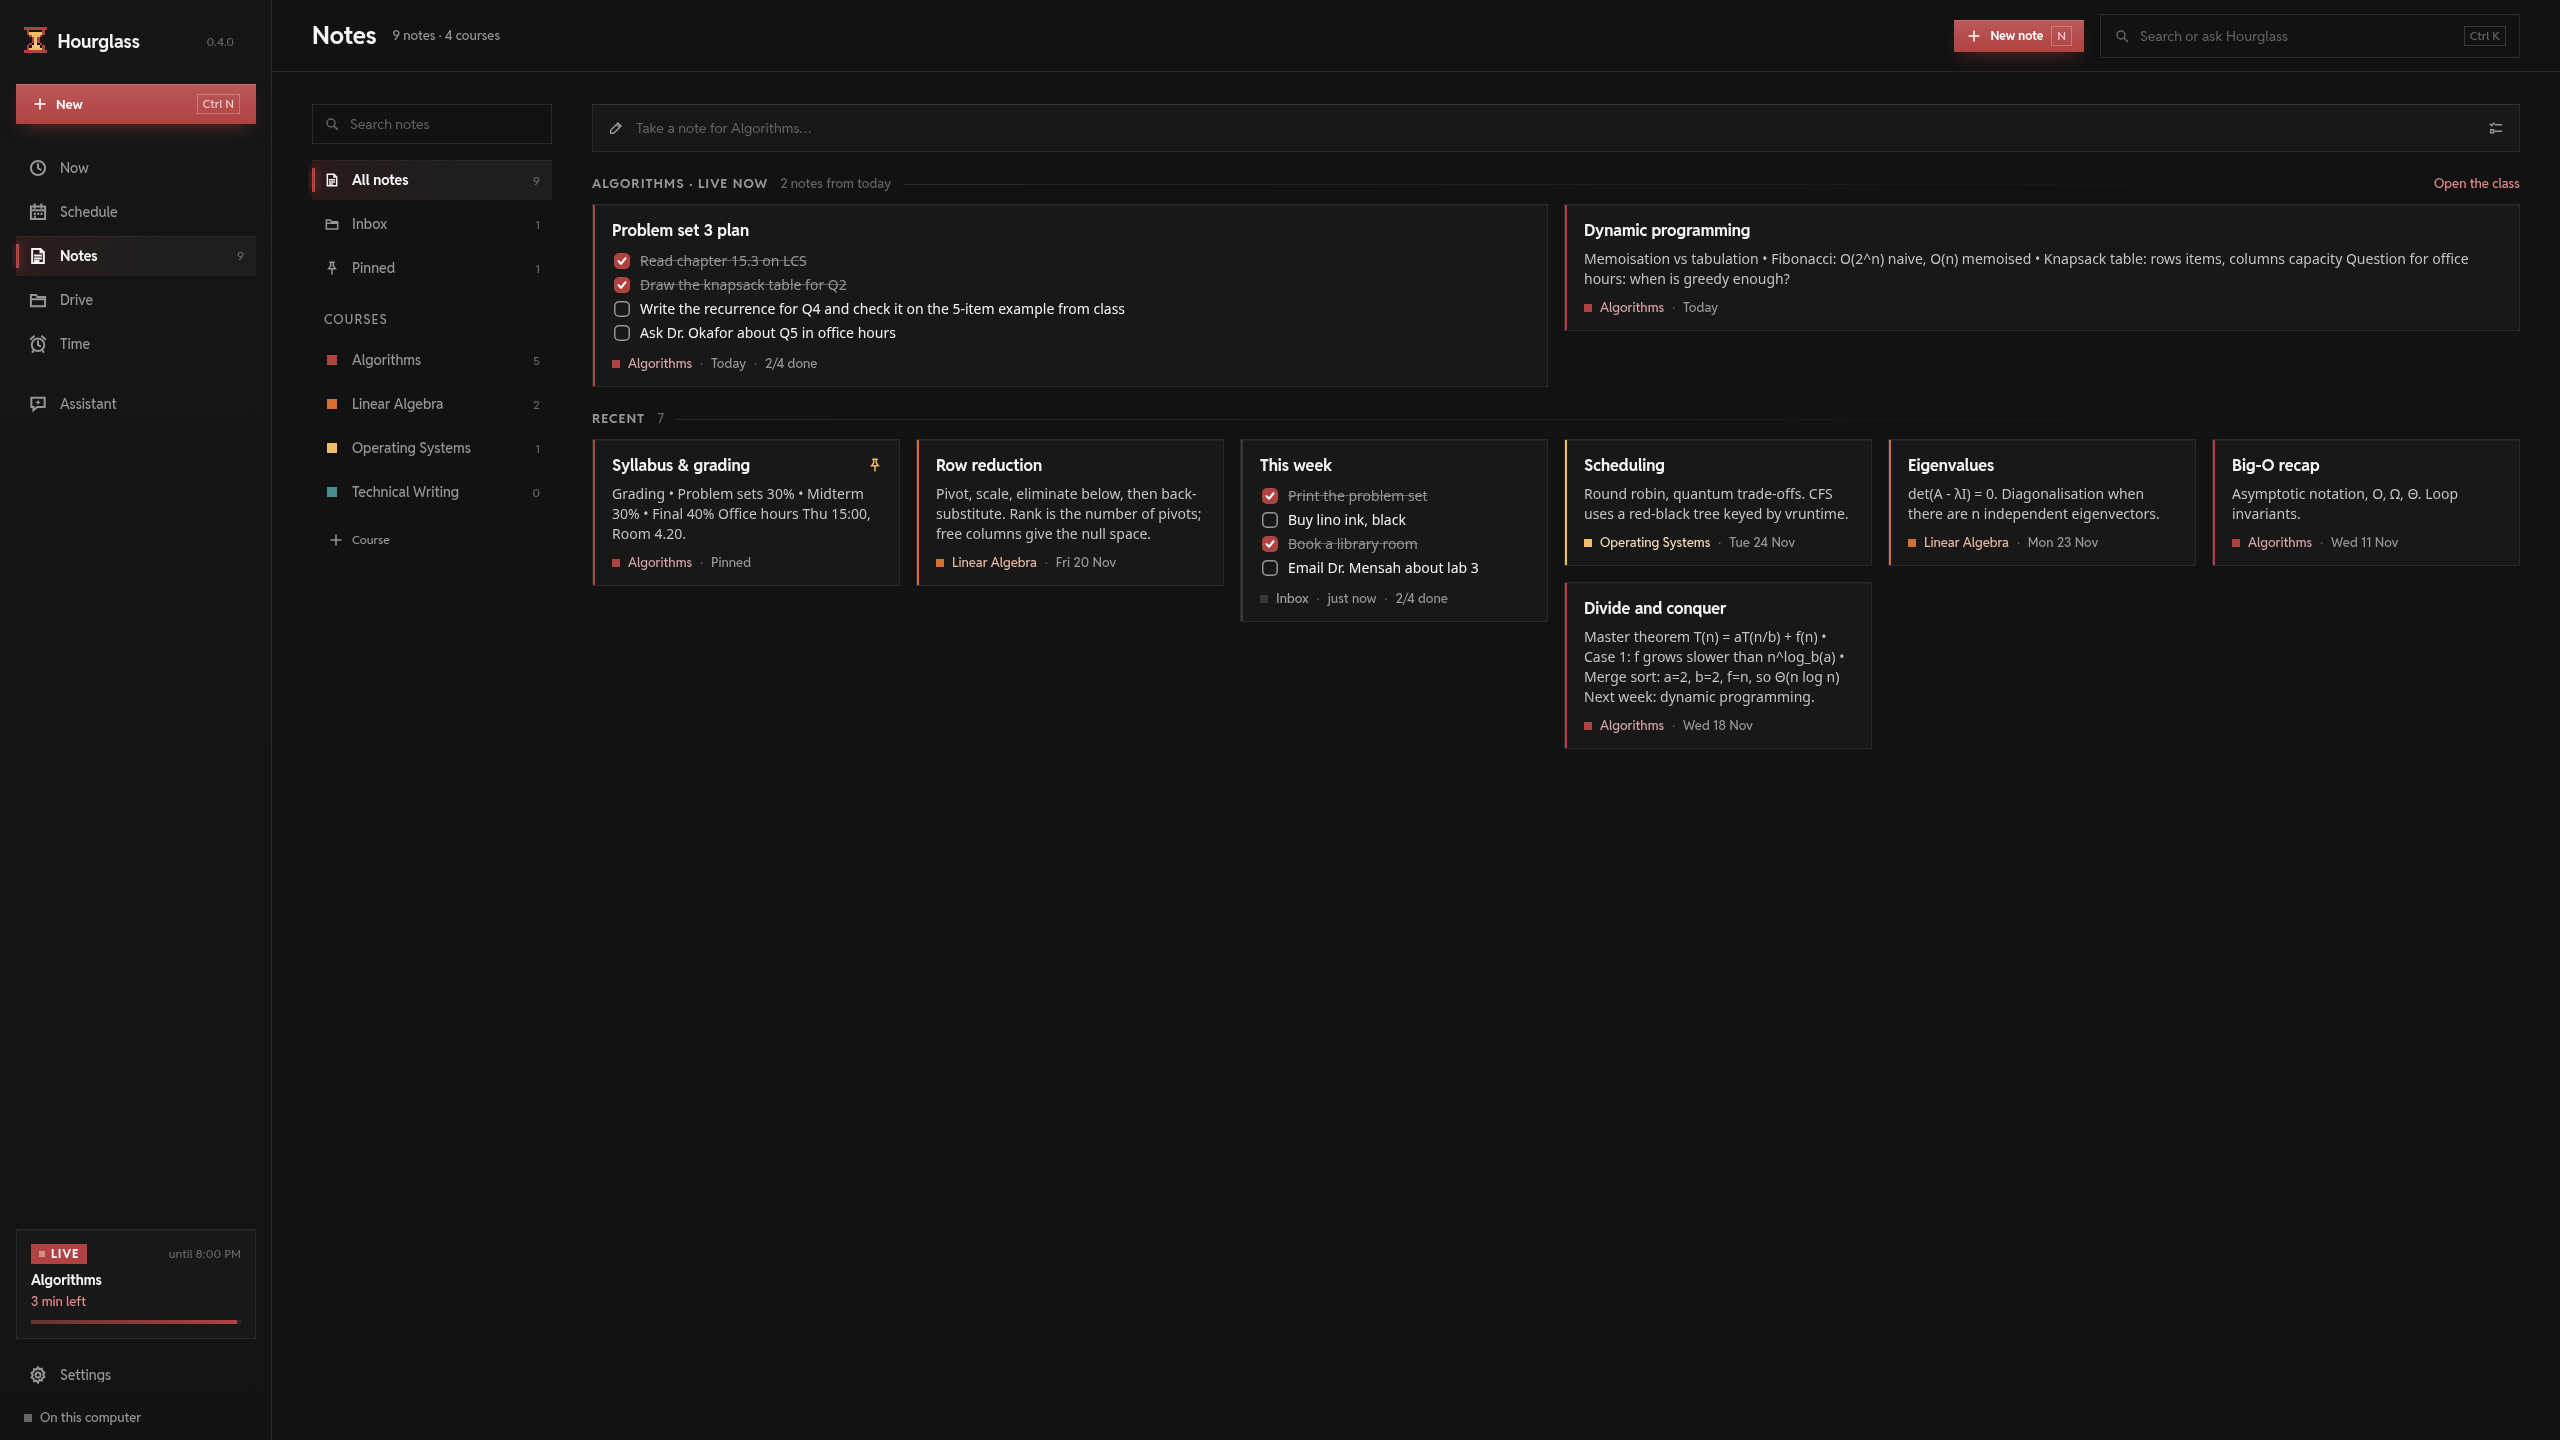 Hourglass
0.4.0
New
Ctrl N
Now
Schedule
Notes
9
Drive
Time
Assistant
LIVE
until 8:00 PM
Algorithms
3 min left
Settings
On this computer
Notes
9 notes · 4 courses
New note
N
Search or ask Hourglass
Ctrl K
Search notes
All notes
9
Inbox
1
Pinned
1
COURSES
Algorithms
5
Linear Algebra
2
Operating Systems
1
Technical Writing
0
Course
Take a note for Algorithms...
ALGORITHMS · LIVE NOW
2 notes from today
Open the class
Problem set 3 plan
Read chapter 15.3 on LCS
Draw the knapsack table for Q2
Write the recurrence for Q4 and check it on the 5-item example from class
Ask Dr. Okafor about Q5 in office hours
Algorithms · Today · 2/4 done
Dynamic programming
Memoisation vs tabulation • Fibonacci: O(2^n) naive, O(n) memoised • Knapsack table: rows items, columns capacity Question for office
hours: when is greedy enough?
Algorithms · Today
RECENT
7
Syllabus & grading
Grading • Problem sets 30% • Midterm
30% • Final 40% Office hours Thu 15:00,
Room 4.20.
Algorithms · Pinned
Row reduction
Pivot, scale, eliminate below, then back-
substitute. Rank is the number of pivots;
free columns give the null space.
Linear Algebra · Fri 20 Nov
This week
Print the problem set
Buy lino ink, black
Book a library room
Email Dr. Mensah about lab 3
Inbox · just now · 2/4 done
Scheduling
Round robin, quantum trade-offs. CFS
uses a red-black tree keyed by vruntime.
Operating Systems · Tue 24 Nov
Eigenvalues
det(A - λI) = 0. Diagonalisation when
there are n independent eigenvectors.
Linear Algebra · Mon 23 Nov
Big-O recap
Asymptotic notation, O, Ω, Θ. Loop
invariants.
Algorithms · Wed 11 Nov
Divide and conquer
Master theorem T(n) = aT(n/b) + f(n) •
Case 1: f grows slower than n^log_b(a) •
Merge sort: a=2, b=2, f=n, so Θ(n log n)
Next week: dynamic programming.
Algorithms · Wed 18 Nov